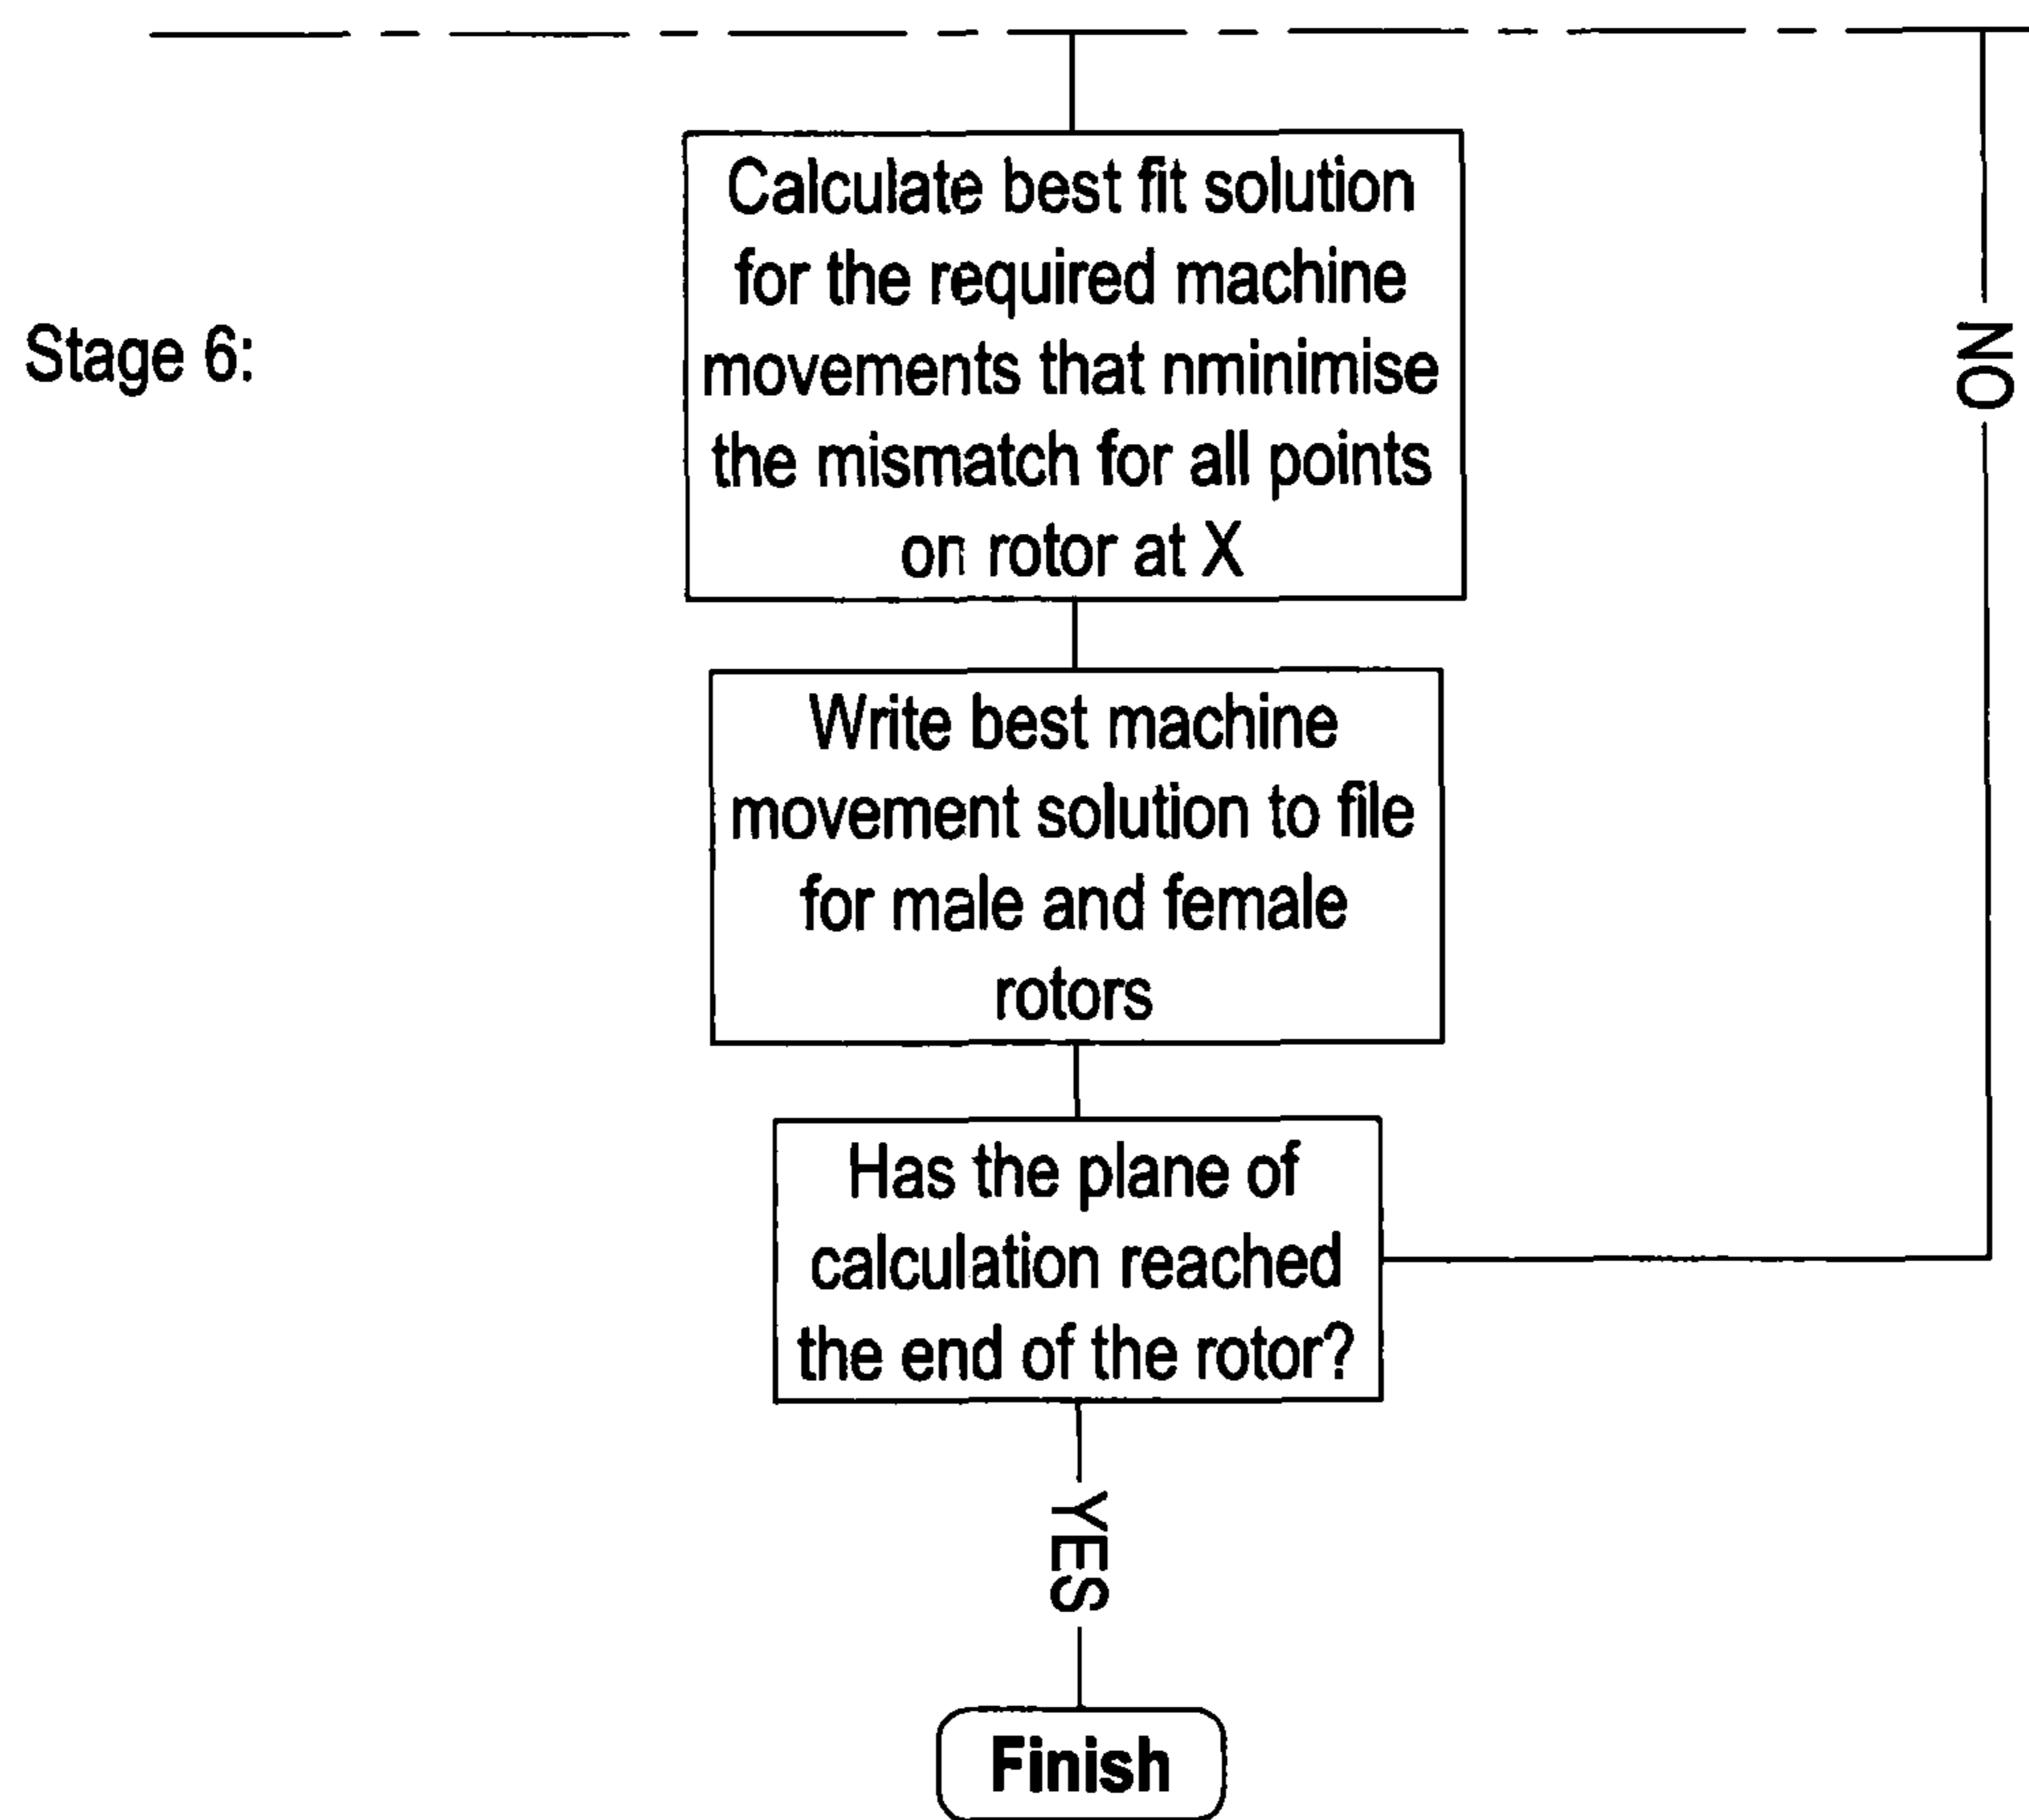 Calculate best fit solution
for the required machine
Stage 6:
movements that nminimise
NO
the mismatch for all points
on rotor at X
Write best machine
movement solution to file
for male and female
rotors
Has the plane of
calculation reached
the end of the rotor?
YES
Finish